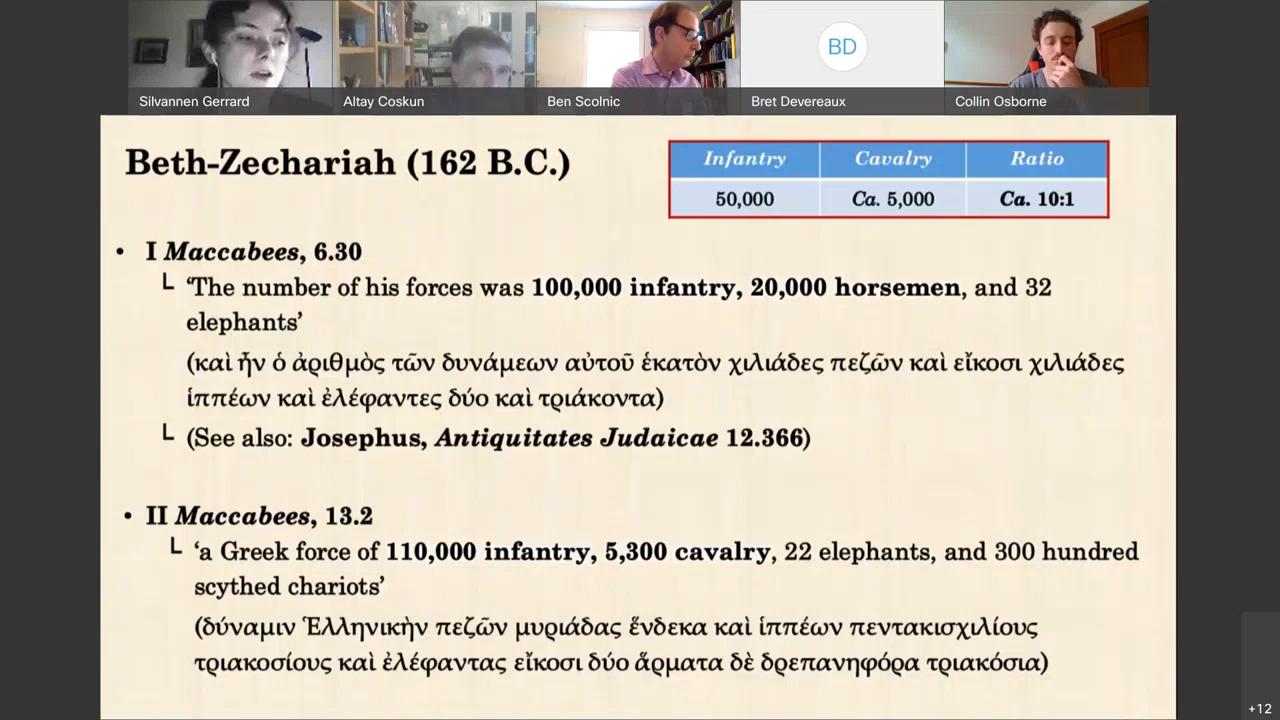 Silvannen Gerrard
Altay Coskun
Ben Scolnic
BD
Bret Devereaux
Collin Osborne
Beth-Zechariah (162 B.C.)
Infantry Cavalry Ratio
50,000 Ca. 5,000 Ca. 10:1
• I Maccabees, 6.30
└ ‘The number of his forces was 100,000 infantry, 20,000 horsemen, and 32
elephants’
(καὶ ἦν ὁ ἀριθμὸς τῶν δυνάμεων αὐτοῦ ἑκατὸν χιλιάδες πεζῶν καὶ εἴκοσι χιλιάδες
ἱππέων καὶ ἐλέφαντες δύο καὶ τριάκοντα)
└ (See also: Josephus, Antiquitates Judaicae 12.366)
• II Maccabees, 13.2
└ ‘a Greek force of 110,000 infantry, 5,300 cavalry, 22 elephants, and 300 hundred
scythed chariots’
(δύναμιν Ἑλληνικὴν πεζῶν μυριάδας ἕνδεκα καὶ ἱππέων πεντακισχιλίους
τριακοσίους καὶ ἐλέφαντας εἴκοσι δύο ἅρματα δὲ δρεπανηφόρα τριακόσια)
+12